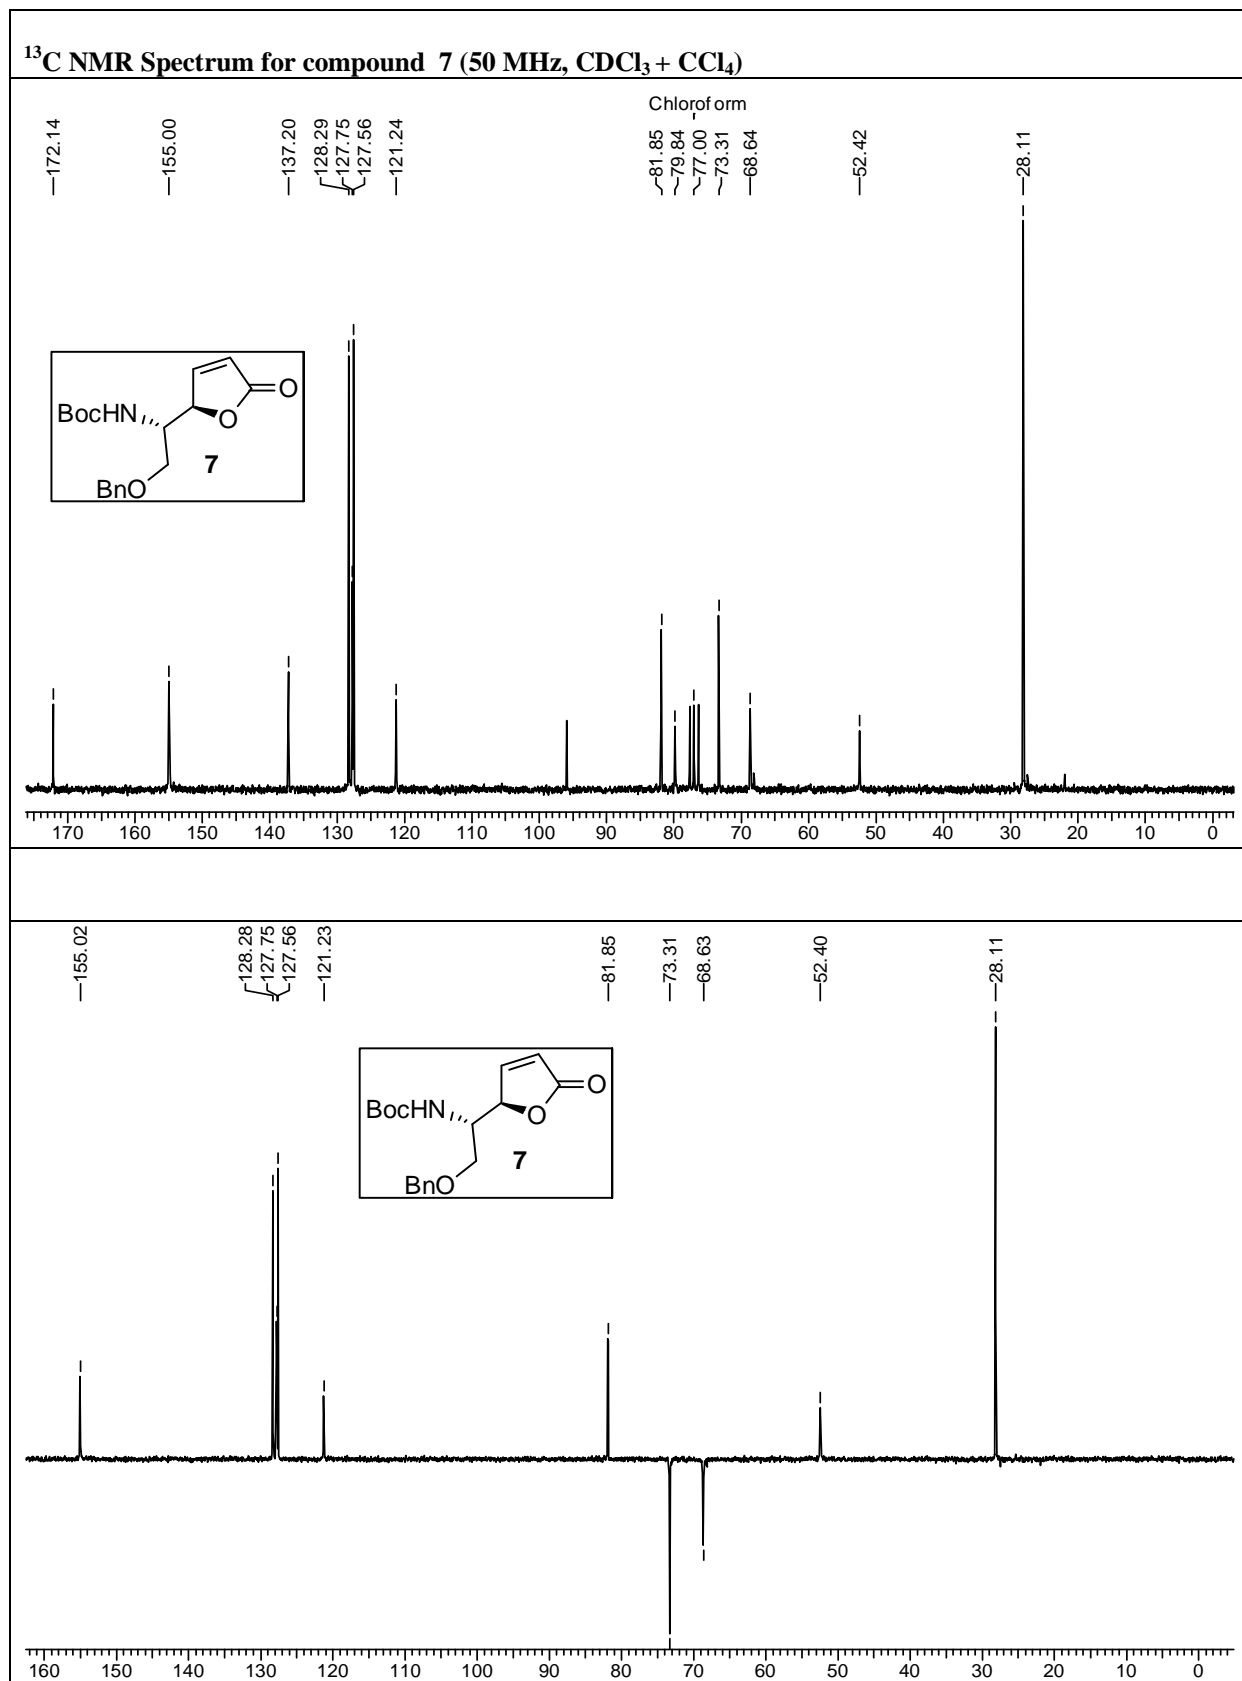 ¹³C NMR Spectrum for compound 7 (50 MHz, CDCl₃ + CCl₄)
Chloroform
172.14
155.00
137.20
128.29
127.75
127.56
121.24
81.85
79.84
77.00
73.31
68.64
52.42
28.11
O
BocHN
O
7
BnO
170 160 150 140 130 120 110 100 90 80 70 60 50 40 30 20 10 0
155.02
128.28
127.75
127.56
121.23
81.85
73.31
68.63
52.40
28.11
O
BocHN
O
7
BnO
160 150 140 130 120 110 100 90 80 70 60 50 40 30 20 10 0